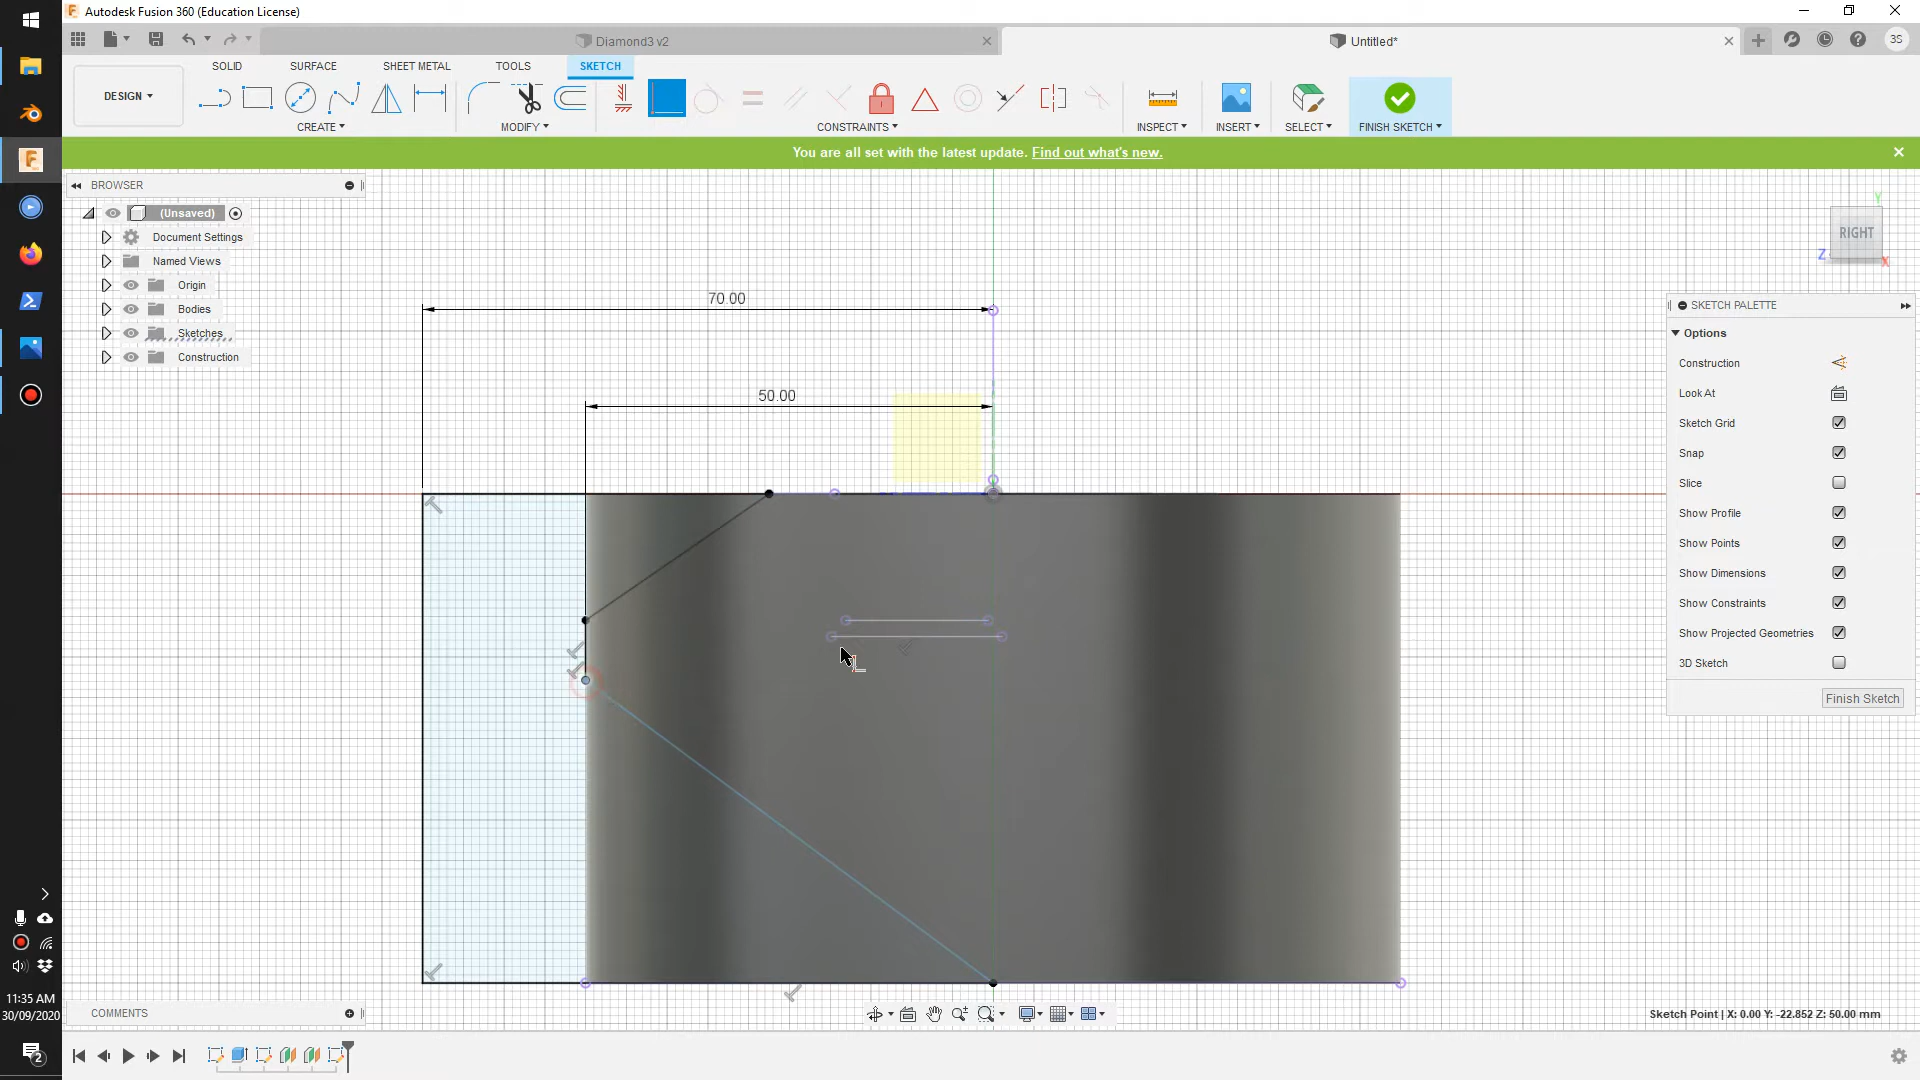 Autodesk Fusion 360 (Education License)
Diamond3 v2
Untitled*
3S
DESIGN
SOLID
SURFACE
SHEET METAL
TOOLS
SKETCH
CREATE
MODIFY
CONSTRAINTS
INSPECT
INSERT
SELECT
FINISH SKETCH
You are all set with the latest update. Find out what's new.
BROWSER
(Unsaved)
Document Settings
Named Views
Origin
Bodies
Sketches
Construction
70.00
50.00
Y
RIGHT
Z
X
SKETCH PALETTE
Options
Construction
Look At
Sketch Grid
Snap
Slice
Show Profile
Show Points
Show Dimensions
Show Constraints
Show Projected Geometries
3D Sketch
Finish Sketch
11:35 AM
30/09/2020
2
COMMENTS
Sketch Point | X: 0.00 Y: -22.852 Z: 50.00 mm